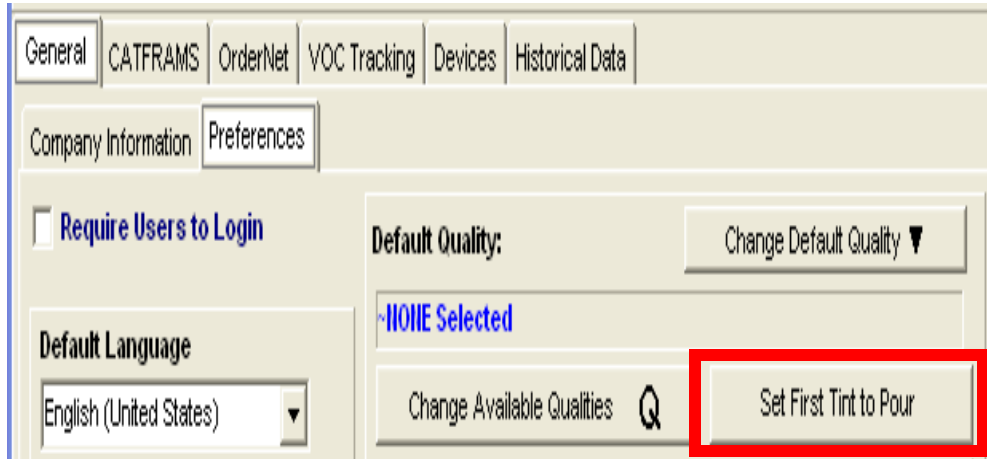 General CATFRAMS OrderNet VOC Tracking Devices Historical Data
Company Information Preferences
Require Users to Login
Default Quality:
Change Default Quality ▼
~NONE Selected
Default Language
English (United States)
Change Available Qualities Q
Set First Tint to Pour